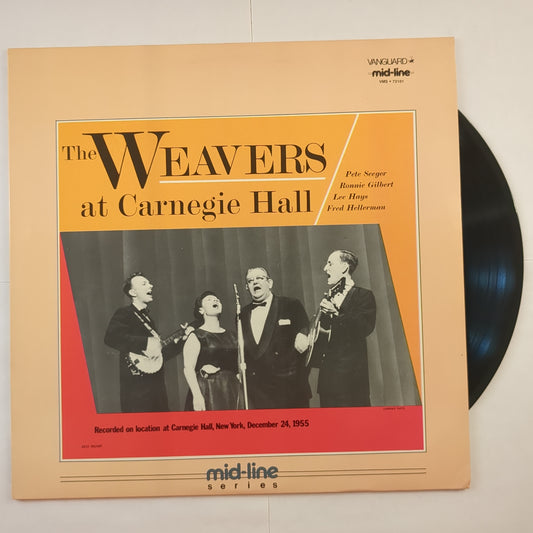 VANGUARD
mid-line
VMS • 73101
The WEAVERS
at Carnegie Hall
Pete Seeger
Ronnie Gilbert
Lee Hays
Fred Hellerman
Recorded on location at Carnegie Hall, New York, December 24, 1955
mid-line
series